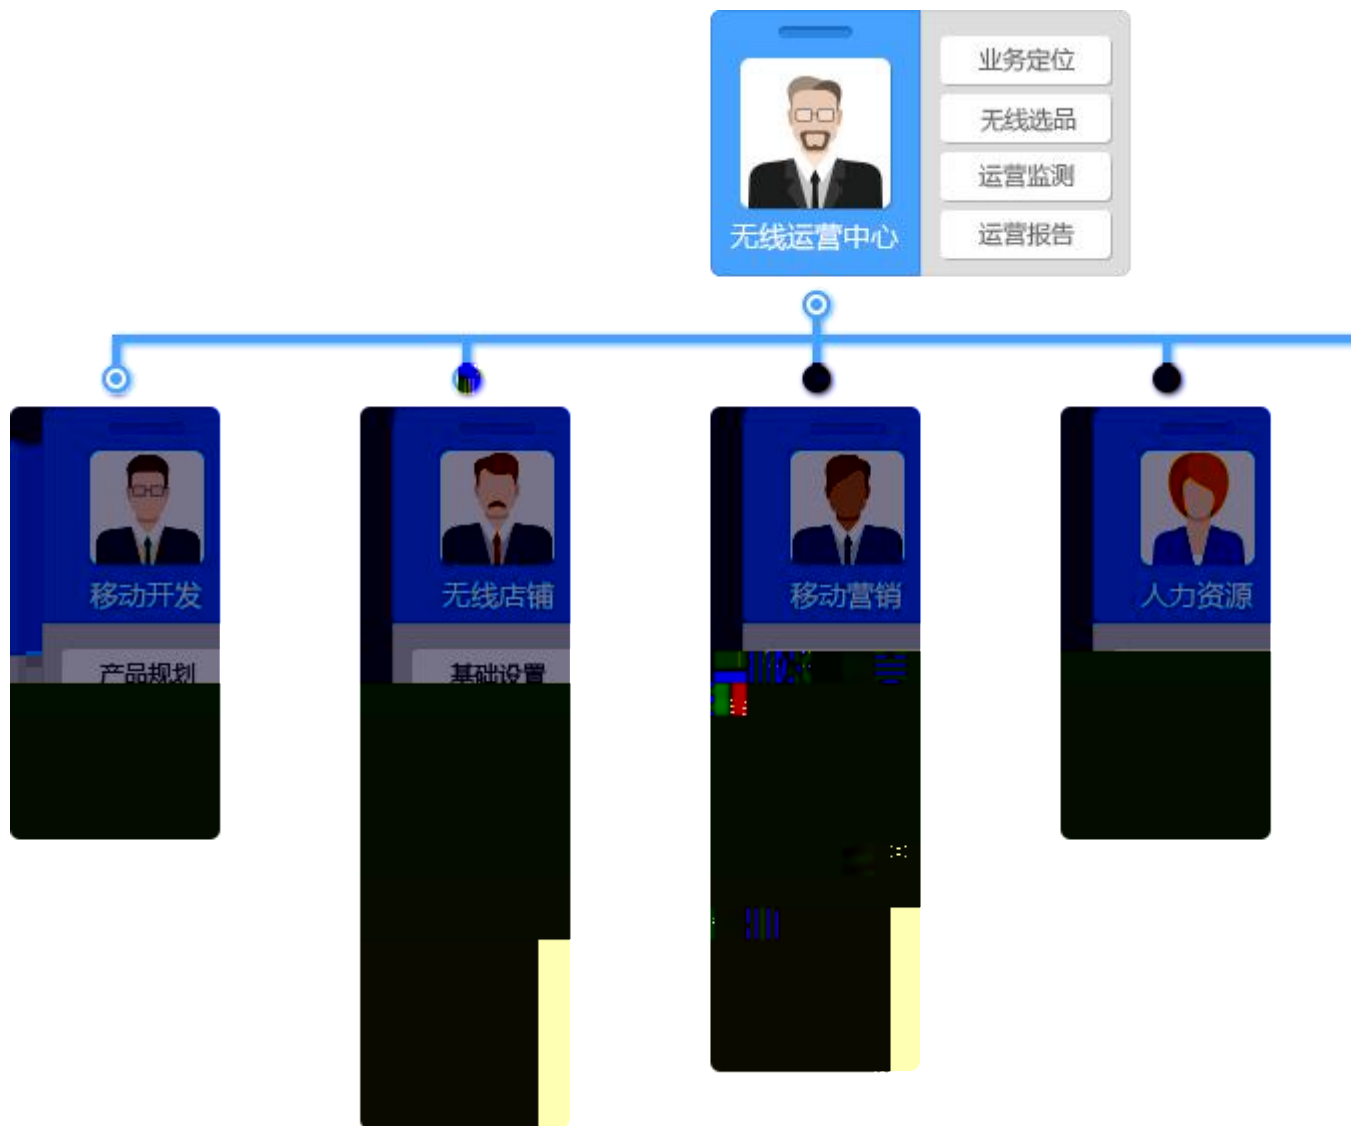 业务定位
无线选品
运营监测
运营报告
无线运营中心
移动开发
无线店铺
移动营销
人力资源
产品规划
基础设置